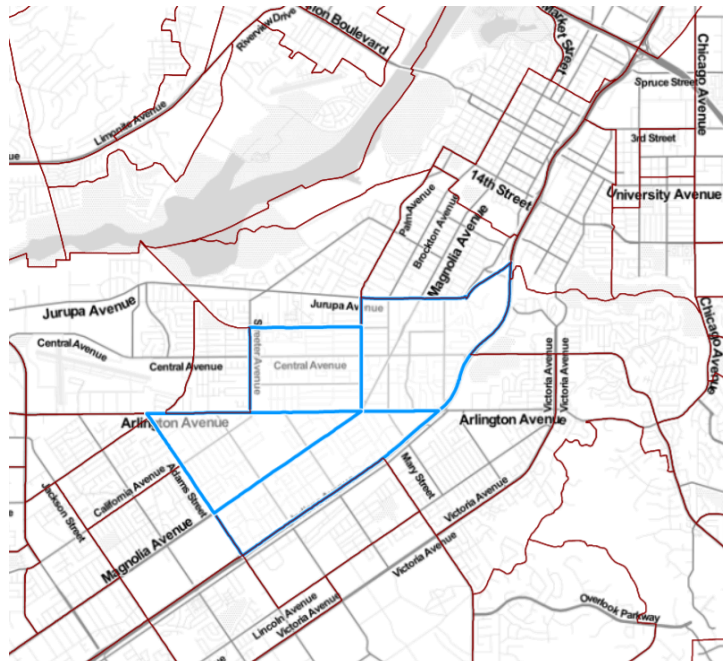 Riverview Drive
ion Boulevard
Market Street
Chicago Avenue
Spruce Street
Limonite Avenue
3rd Street
ue
14th Street
University Avenue
Palm Avenue
Brockton Avenue
Magnolia Avenue
Jurupa Avenue
Jurupa Avenue
Chicago Avenue
Streeter Avenue
Central Avenue
Central Avenue
Central Avenue
Victoria Avenue
Victoria Avenue
Arlington Avenue
Arlington Avenue
Mary Street
Adams Street
California Avenue
Jackson Street
Victoria Avenue
Magnolia Avenue
Victoria Avenue
Lincoln Avenue
Victoria Avenue
Overlook Parkway